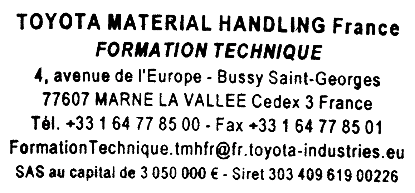 TOYOTA MATERIAL HANDLING France
FORMATION TECHNIQUE
4, avenue de l'Europe - Bussy Saint-Georges
77607 MARNE LA VALLEE Cedex 3 France
Tél. +33 1 64 77 85 00 - Fax +33 1 64 77 85 01
FormationTechnique.tmhfr@fr.toyota-industries.eu
SAS au capital de 3 050 000 € - Siret 303 409 619 00226